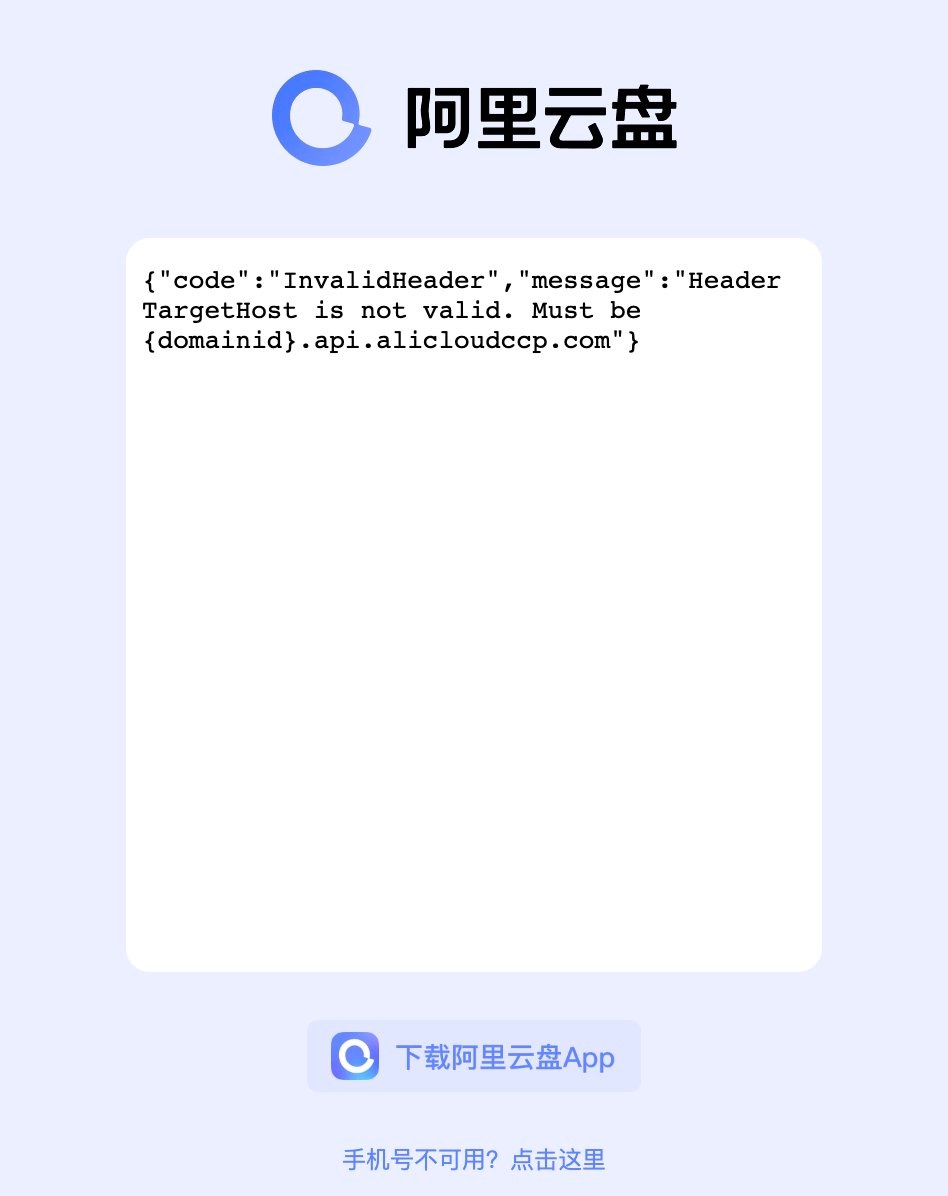 阿里云盘
{"code":"InvalidHeader","message":"Header
TargetHost is not valid. Must be
{domainid}.api.alicloudccp.com"}
下载阿里云盘App
手机号不可用？点击这里